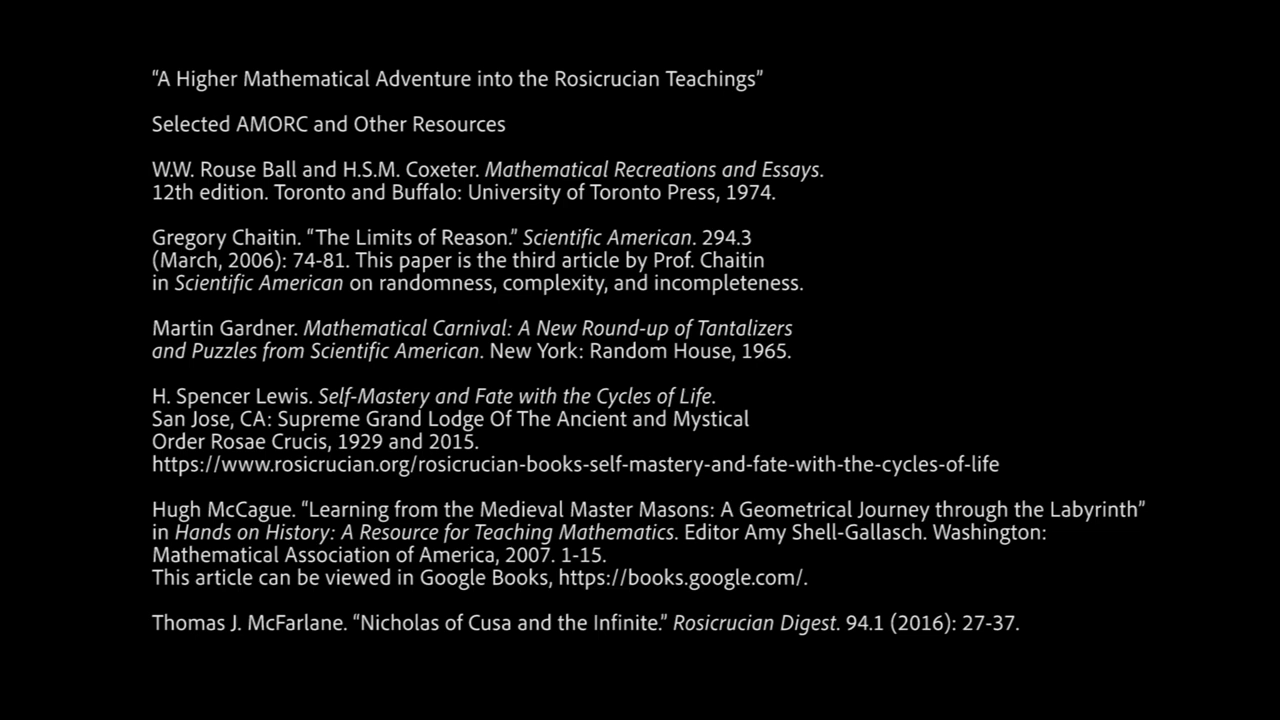 “A Higher Mathematical Adventure into the Rosicrucian Teachings”
Selected AMORC and Other Resources
W.W. Rouse Ball and H.S.M. Coxeter. Mathematical Recreations and Essays.
12th edition. Toronto and Buffalo: University of Toronto Press, 1974.
Gregory Chaitin. “The Limits of Reason.” Scientific American. 294.3
(March, 2006): 74-81. This paper is the third article by Prof. Chaitin
in Scientific American on randomness, complexity, and incompleteness.
Martin Gardner. Mathematical Carnival: A New Round-up of Tantalizers
and Puzzles from Scientific American. New York: Random House, 1965.
H. Spencer Lewis. Self-Mastery and Fate with the Cycles of Life.
San Jose, CA: Supreme Grand Lodge Of The Ancient and Mystical
Order Rosae Crucis, 1929 and 2015.
https://www.rosicrucian.org/rosicrucian-books-self-mastery-and-fate-with-the-cycles-of-life
Hugh McCague. “Learning from the Medieval Master Masons: A Geometrical Journey through the Labyrinth”
in Hands on History: A Resource for Teaching Mathematics. Editor Amy Shell-Gallasch. Washington:
Mathematical Association of America, 2007. 1-15.
This article can be viewed in Google Books, https://books.google.com/.
Thomas J. McFarlane. “Nicholas of Cusa and the Infinite.” Rosicrucian Digest. 94.1 (2016): 27-37.